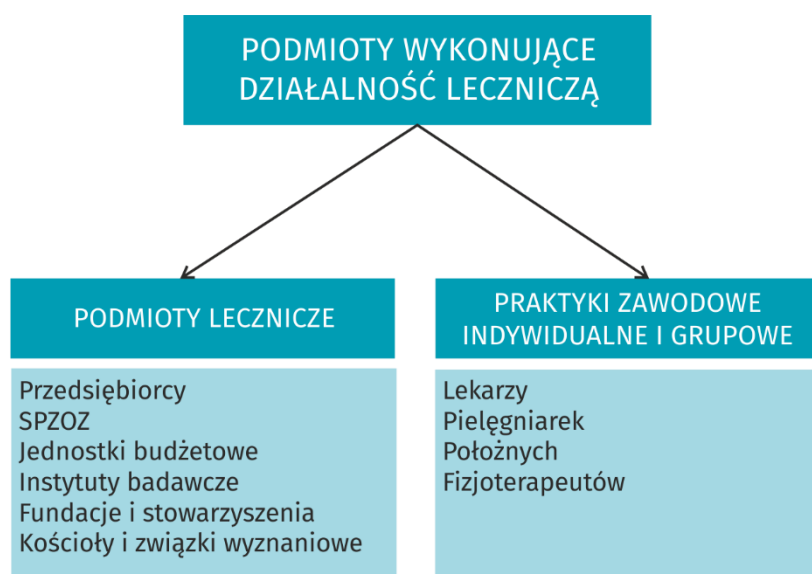 PODMIOTY WYKONUJĄCE
DZIAŁALNOŚĆ LECZNICZĄ
PODMIOTY LECZNICZE
Przedsiębiorcy
SPZOZ
Jednostki budżetowe
Instytuty badawcze
Fundacje i stowarzyszenia
Kościoły i związki wyznaniowe
PRAKTYKI ZAWODOWE
INDYWIDUALNE I GRUPOWE
Lekarzy
Pielęgniarek
Położnych
Fizjoterapeutów